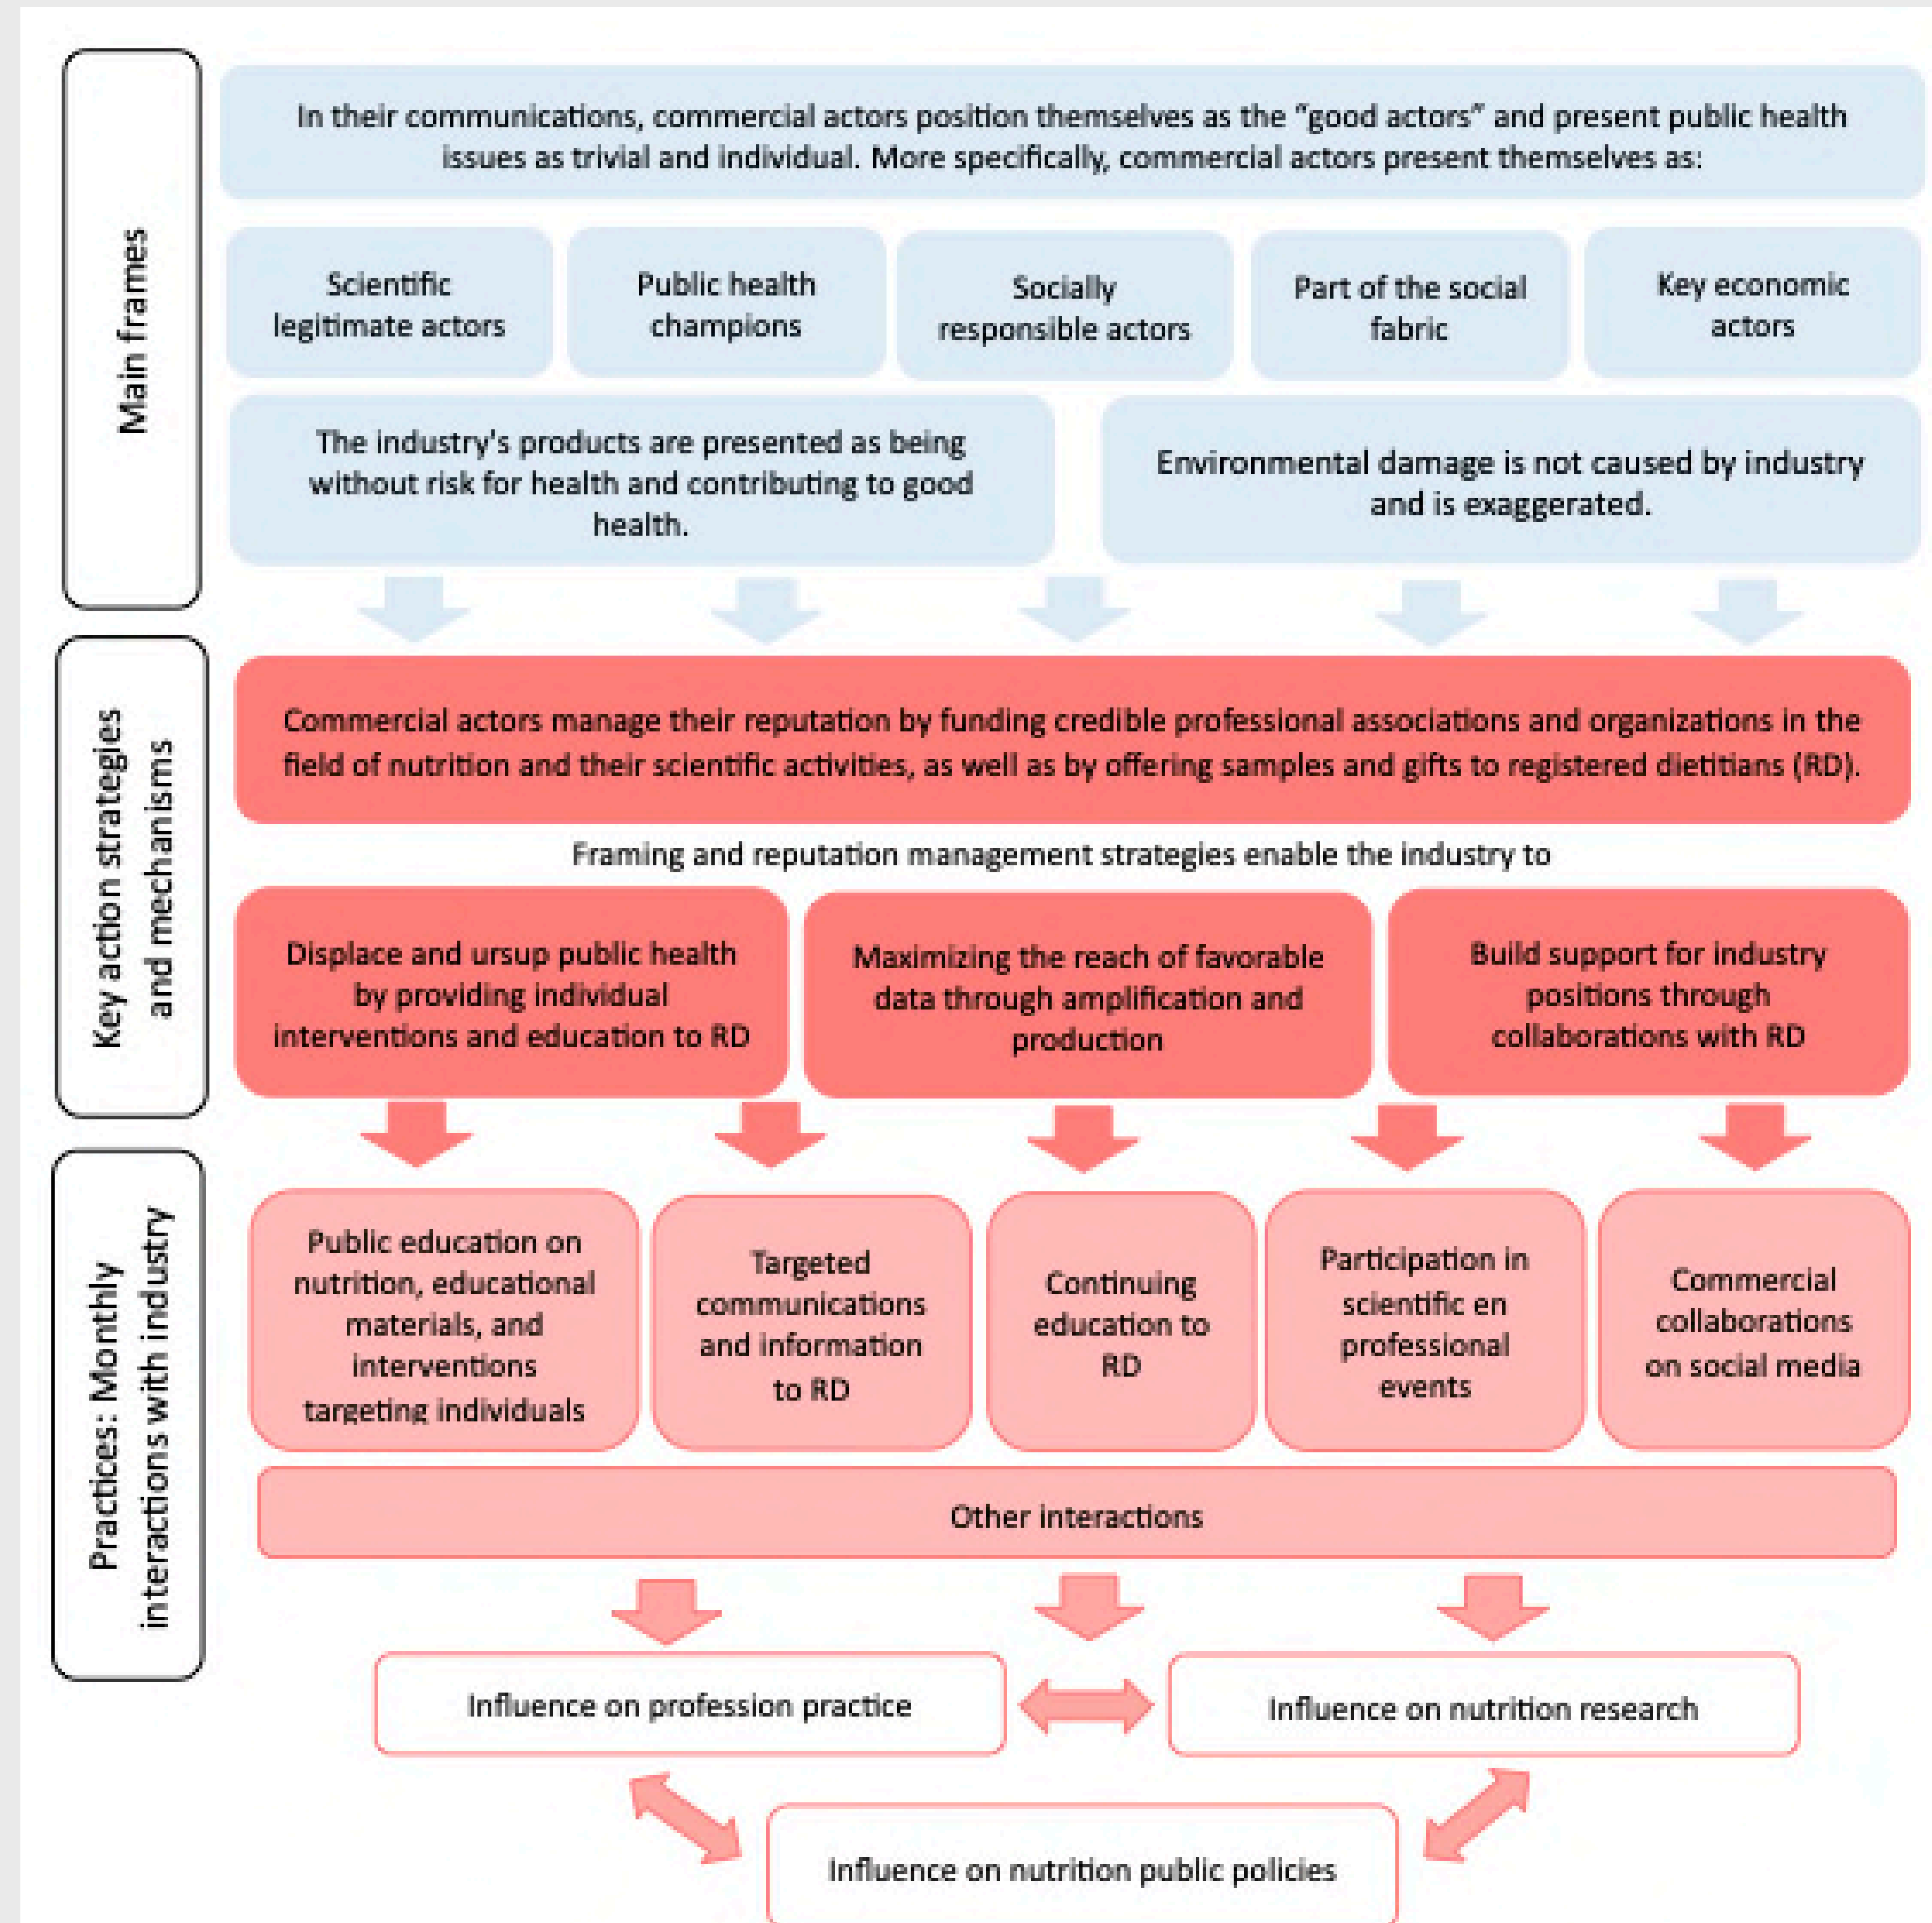 Main frames
In their communications, commercial actors position themselves as the “good actors” and present public health
issues as trivial and individual. More specifically, commercial actors present themselves as:
Scientific
legitimate actors
Public health
champions
Socially
responsible actors
Part of the social
fabric
Key economic
actors
The industry's products are presented as being
without risk for health and contributing to good
health.
Environmental damage is not caused by industry
and is exaggerated.
Key action strategies
and mechanisms
Commercial actors manage their reputation by funding credible professional associations and organizations in the
field of nutrition and their scientific activities, as well as by offering samples and gifts to registered dietitians (RD).
Framing and reputation management strategies enable the industry to
Displace and ursup public health
by providing individual
interventions and education to RD
Maximizing the reach of favorable
data through amplification and
production
Build support for industry
positions through
collaborations with RD
Practices: Monthly
interactions with industry
Public education on
nutrition, educational
materials, and
interventions
targeting individuals
Targeted
communications
and information
to RD
Continuing
education to
RD
Participation in
scientific en
professional
events
Commercial
collaborations
on social media
Other interactions
Influence on profession practice
Influence on nutrition research
Influence on nutrition public policies